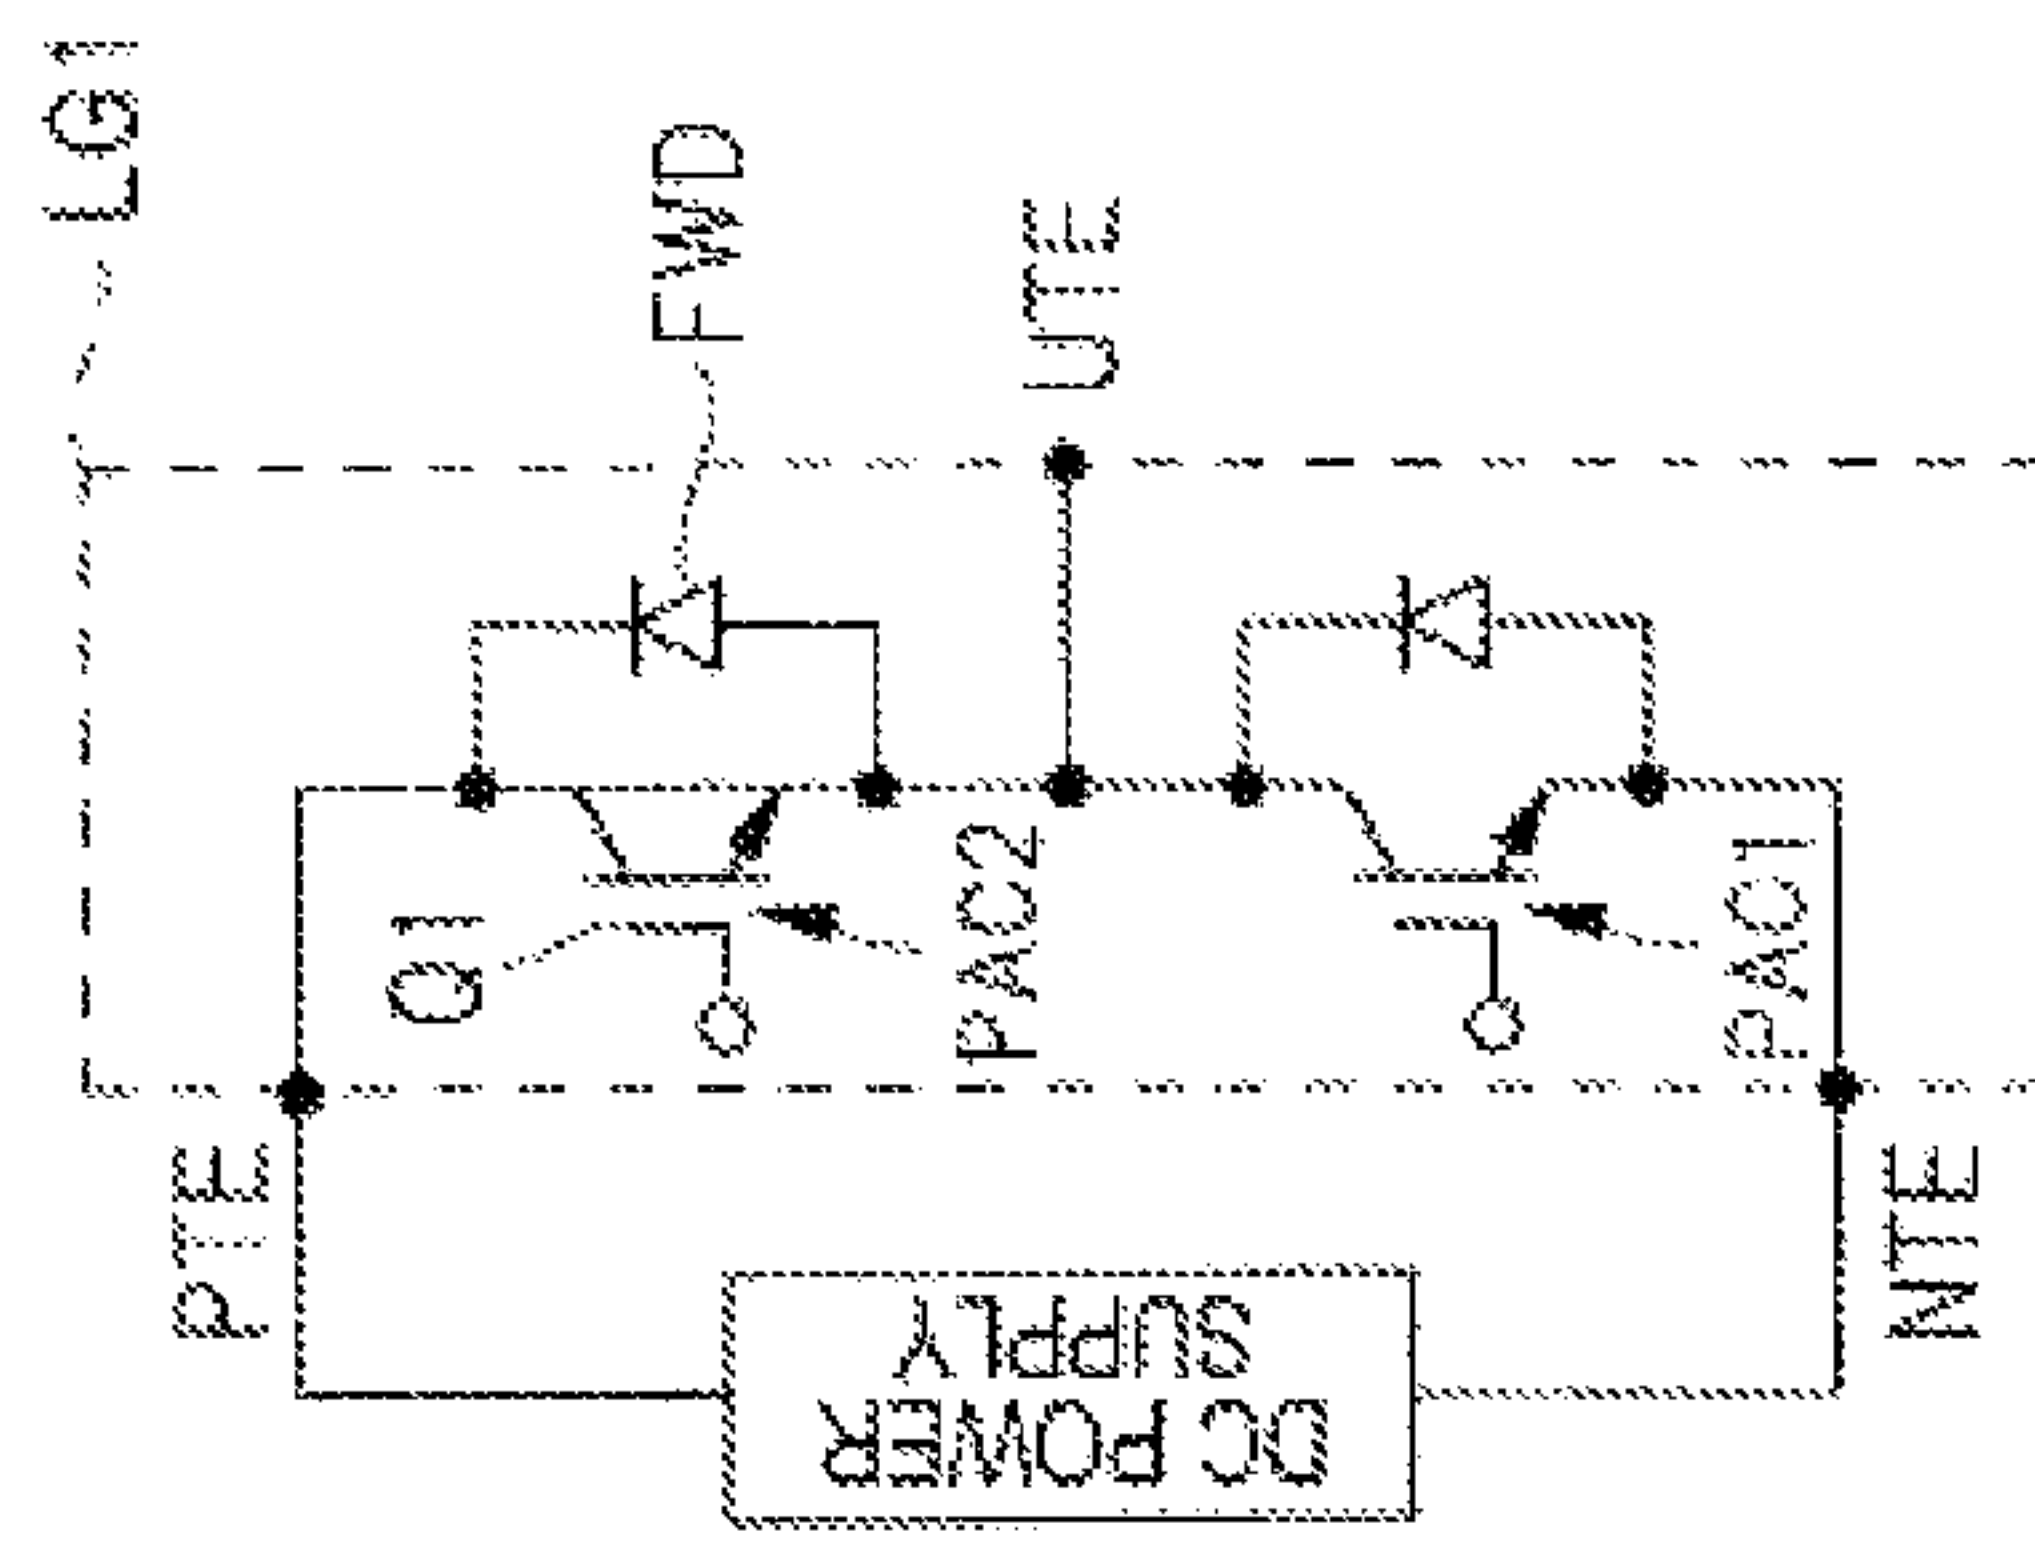 LG1
FWD
UTE
Q1
PAC2
PAC1
PTE
NTE
DC POWER
SUPPLY